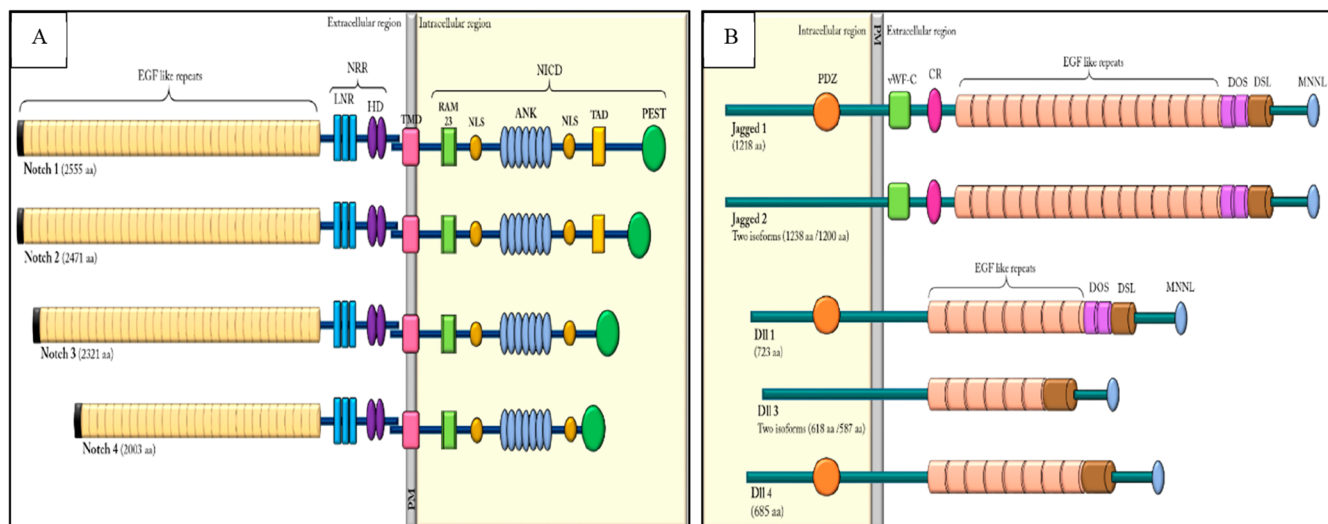 A
Extracellular region
Intracellular region
EGF like repeats
NRR
NICD
LNR
HD
TMD
RAM
23
NLS
ANK
NLS
TAD
PEST
Notch 1 (2555 aa)
Notch 2 (2471 aa)
Notch 3 (2321 aa)
Notch 4 (2003 aa)
PM
B
Intracellular region
PM
Extracellular region
PDZ
vWF-C
CR
EGF like repeats
DOS
DSL
MNNL
Jagged 1
(1218 aa)
Jagged 2
Two isoforms (1238 aa /1200 aa)
EGF like repeats
DOS
DSL
MNNL
Dll 1
(723 aa)
Dll 3
Two isoforms (618 aa /587 aa)
Dll 4
(685 aa)